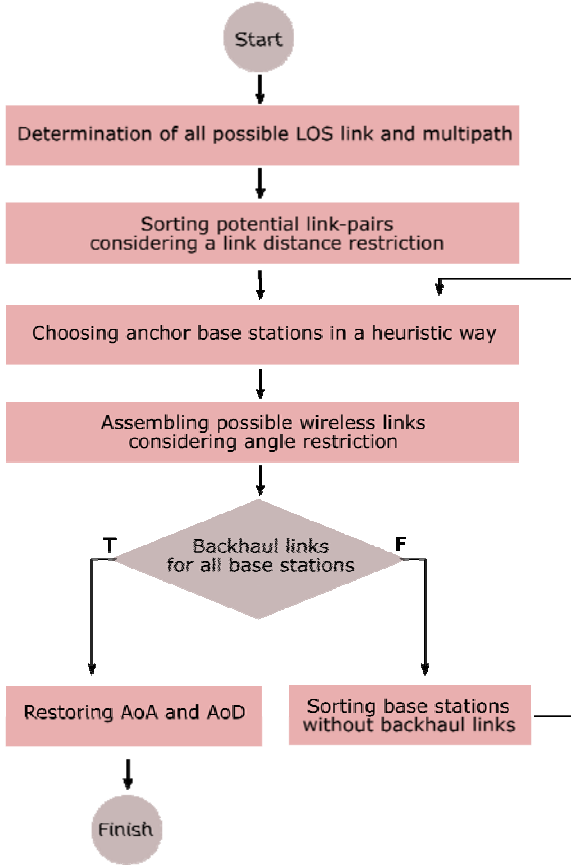 Start
Determination of all possible LOS link and multipath
Sorting potential link-pairs
considering a link distance restriction
Choosing anchor base stations in a heuristic way
Assembling possible wireless links
considering angle restriction
T
Backhaul links
for all base stations
F
Restoring AoA and AoD
Sorting base stations
without backhaul links
Finish